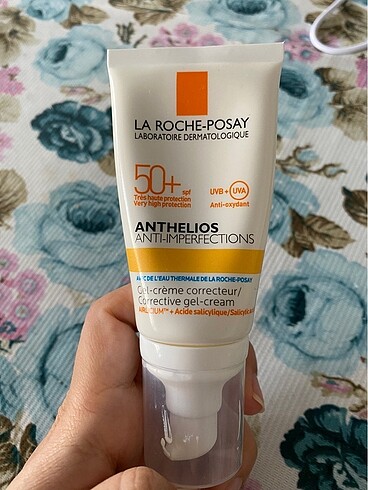 LA ROCHE-POSAY
LABORATOIRE DERMATOLOGIQUE
50+ spf
Très haute protection
Very high protection
UVB + UVA
Anti-oxydant
ANTHELIOS
ANTI-IMPERFECTIONS
AVEC DE L'EAU THERMALE DE LA ROCHE-POSAY
Gel-crème correcteur/
Corrective gel-cream
+ Acide salicylique/Salicylic